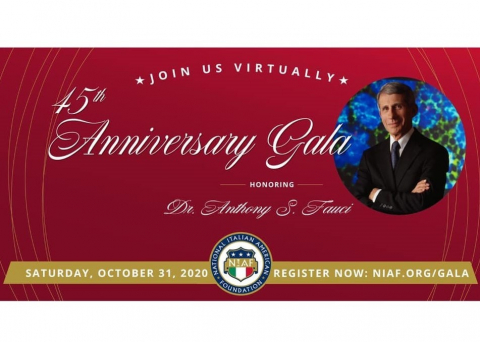 ★JOIN US VIRTUALLY★
45th
Anniversary Gala
HONORING
Dr. Anthony S. Fauci
SATURDAY, OCTOBER 31, 2020
NATIONAL ITALIAN AMERICAN
NIAF
FOUNDATION
REGISTER NOW: NIAF.ORG/GALA